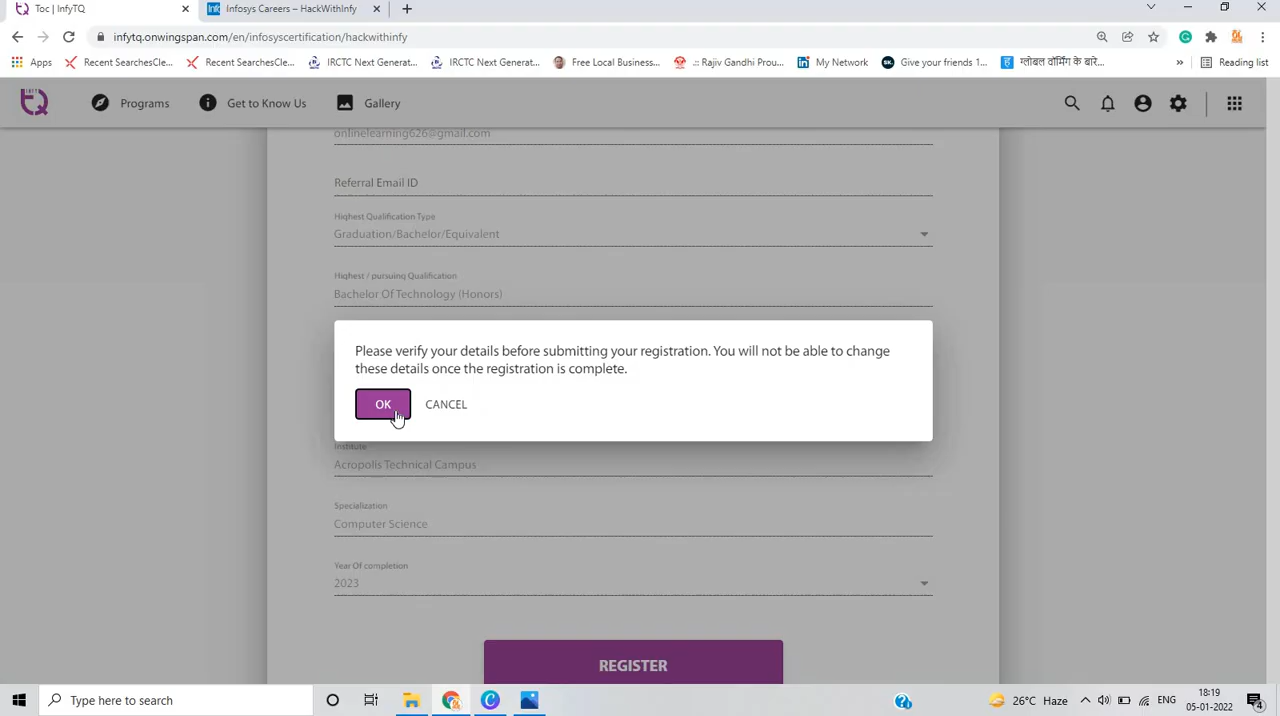 Toc | InfyTQ
Infosys Careers – HackWithInfy
infytq.onwingspan.com/en/infosyscertification/hackwithinfy
Apps
Recent SearchesCle...
Recent SearchesCle...
IRCTC Next Generat...
IRCTC Next Generat...
Free Local Business...
.:: Rajiv Gandhi Prou...
My Network
Give your friends 1...
ग्लोबल वॉर्मिंग के बारे...
»
Reading list
INFY
TQ
Programs
Get to Know Us
Gallery
onlinelearning626@gmail.com
Referral Email ID
Highest Qualification Type
Graduation/Bachelor/Equivalent
Highest / pursuing Qualification
Bachelor Of Technology (Honors)
Please verify your details before submitting your registration. You will not be able to change
these details once the registration is complete.
OK
CANCEL
Institute
Acropolis Technical Campus
Specialization
Computer Science
Year Of completion
2023
REGISTER
Type here to search
26°C Haze
ENG
18:19
05-01-2022
4